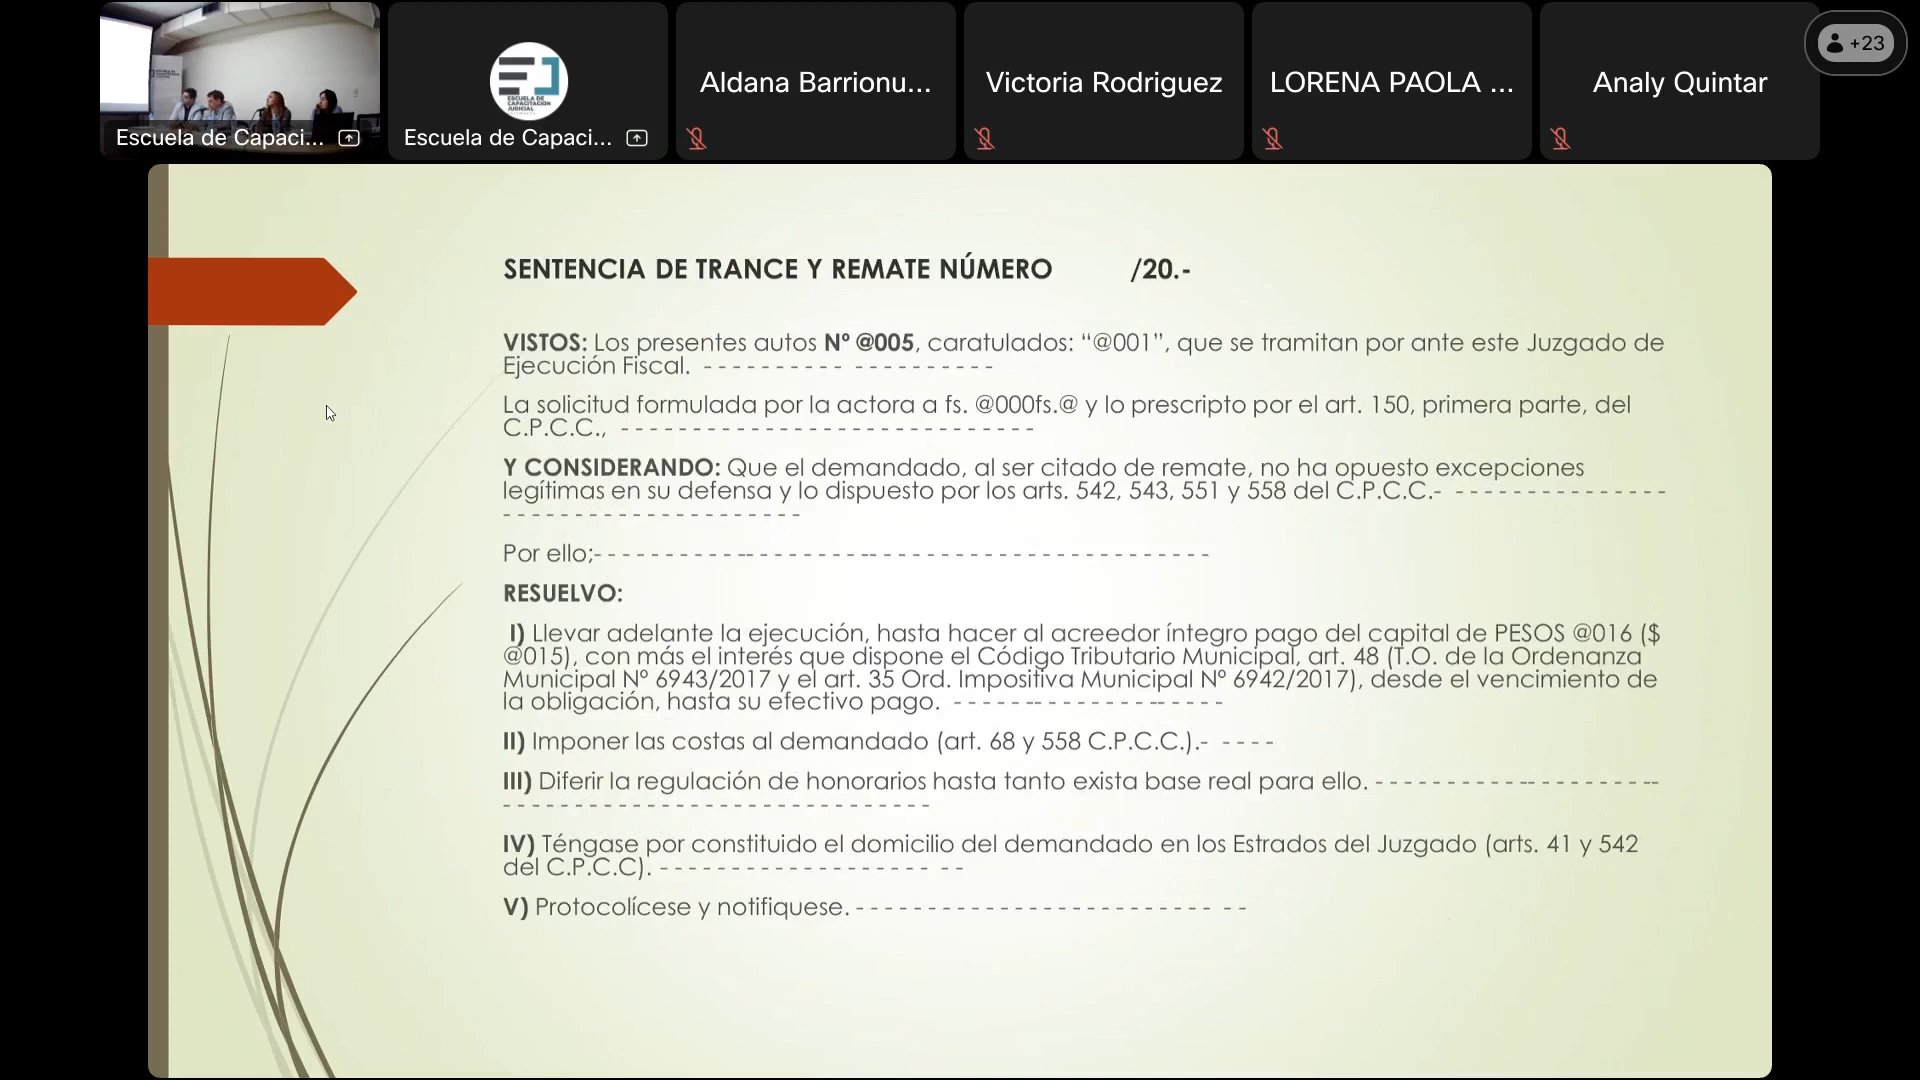 Escuela de Capaci...
ESCUELA DE
CAPACITACION
JUDICIAL
Escuela de Capaci...
Aldana Barrionu...
Victoria Rodriguez
LORENA PAOLA ...
Analy Quintar
+23
SENTENCIA DE TRANCE Y REMATE NÚMERO /20.-
VISTOS: Los presentes autos Nº @005, caratulados: “@001”, que se tramitan por ante este Juzgado de
Ejecución Fiscal. - - - - - - - - - - - - - - - - - - - -
La solicitud formulada por la actora a fs. @000fs.@ y lo prescripto por el art. 150, primera parte, del
C.P.C.C., - - - - - - - - - - - - - - - - - - - - - - - - - - - - -
Y CONSIDERANDO: Que el demandado, al ser citado de remate, no ha opuesto excepciones
legítimas en su defensa y lo dispuesto por los arts. 542, 543, 551 y 558 del C.P.C.C.- - - - - - - - - - - - - - - -
- - - - - - - - - - - - - - - - - - - - -
Por ello;- - - - - - - - - - -- - - - - - - - - -- - - - - - - - - - - - - - - - - - - - - - - -
RESUELVO:
I) Llevar adelante la ejecución, hasta hacer al acreedor íntegro pago del capital de PESOS @016 ($
@015), con más el interés que dispone el Código Tributario Municipal, art. 48 (T.O. de la Ordenanza
Municipal Nº 6943/2017 y el art. 35 Ord. Impositiva Municipal Nº 6942/2017), desde el vencimiento de
la obligación, hasta su efectivo pago. - - - - - -- - - - - - - - -- - - - -
II) Imponer las costas al demandado (art. 68 y 558 C.P.C.C.).- - - - -
III) Diferir la regulación de honorarios hasta tanto exista base real para ello. - - - - - - - - - - -- - - - - - - - --
- - - - - - - - - - - - - - - - - - - - - - - - - - - - - -
IV) Téngase por constituido el domicilio del demandado en los Estrados del Juzgado (arts. 41 y 542
del C.P.C.C). - - - - - - - - - - - - - - - - - - - - -
V) Protocolícese y notifiquese. - - - - - - - - - - - - - - - - - - - - - - - - - - -